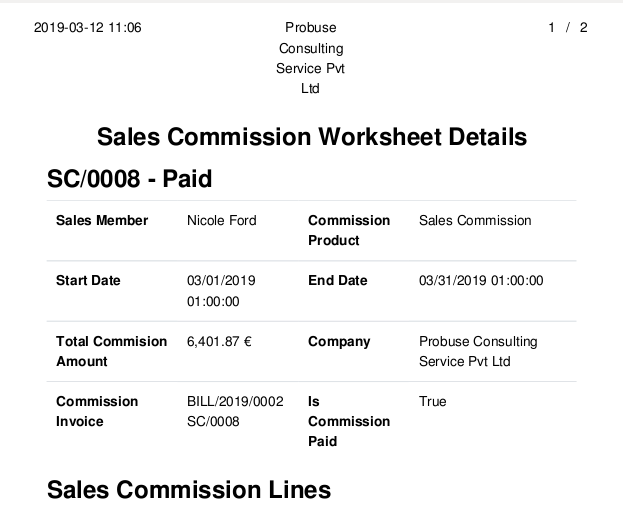 2019-03-12 11:06
Probuse
Consulting
Service Pvt
Ltd
1 / 2
Sales Commission Worksheet Details
SC/0008 - Paid
Sales Member
Nicole Ford
Commission
Product
Sales Commission
Start Date
03/01/2019
01:00:00
End Date
03/31/2019 01:00:00
Total Commision
Amount
6,401.87 €
Company
Probuse Consulting
Service Pvt Ltd
Commission
Invoice
BILL/2019/0002
SC/0008
Is
Commission
Paid
True
Sales Commission Lines